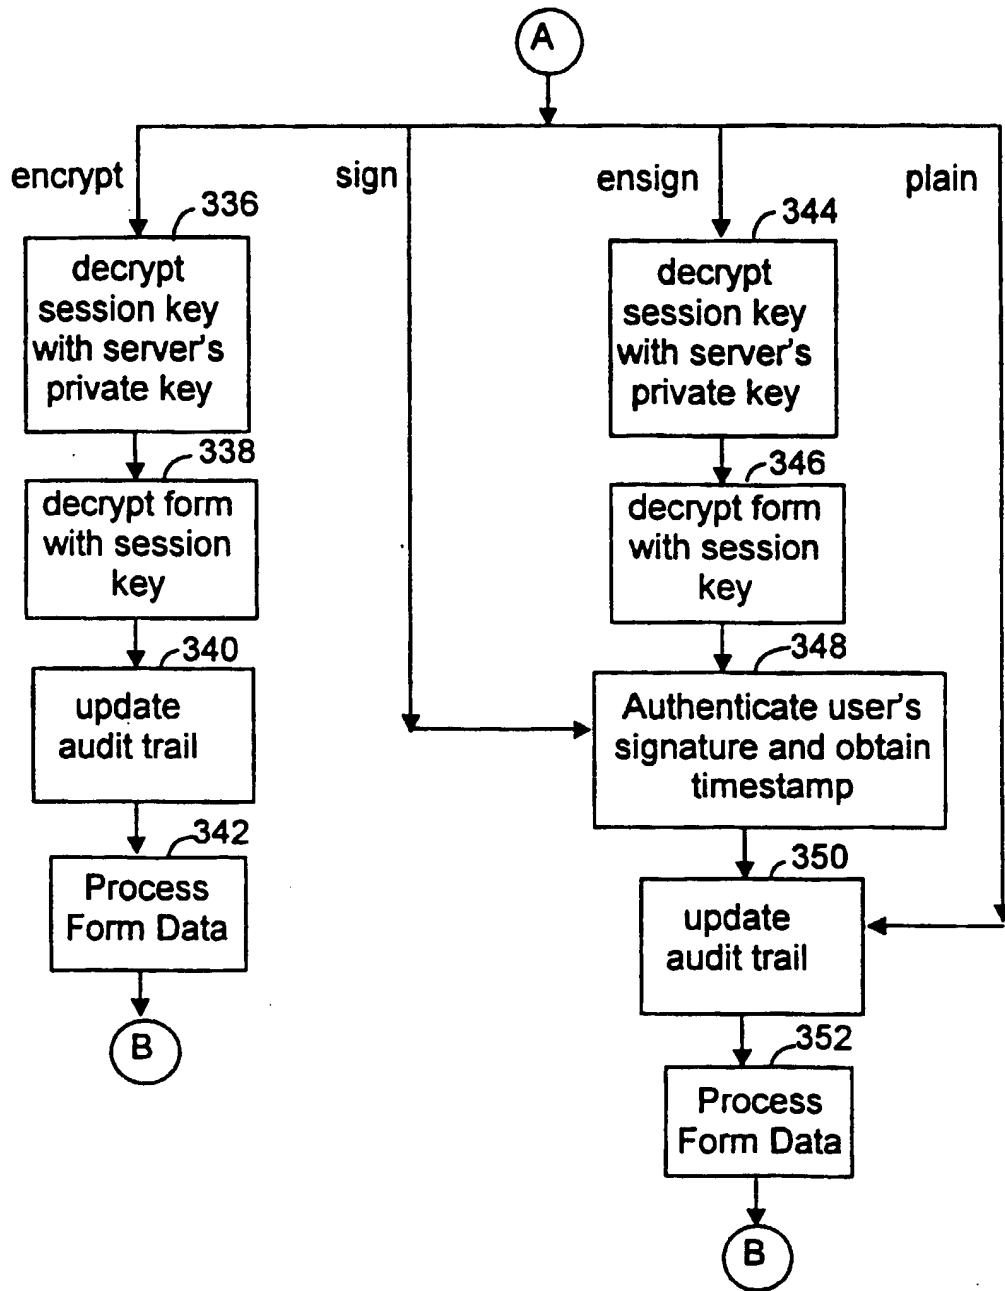 A
encrypt
sign
ensign
plain
336
decrypt
session key
with server's
private key
338
decrypt form
with session
key
340
update
audit trail
342
Process
Form Data
B
344
decrypt
session key
with server's
private key
346
decrypt form
with session
key
348
Authenticate user's
signature and obtain
timestamp
350
update
audit trail
352
Process
Form Data
B